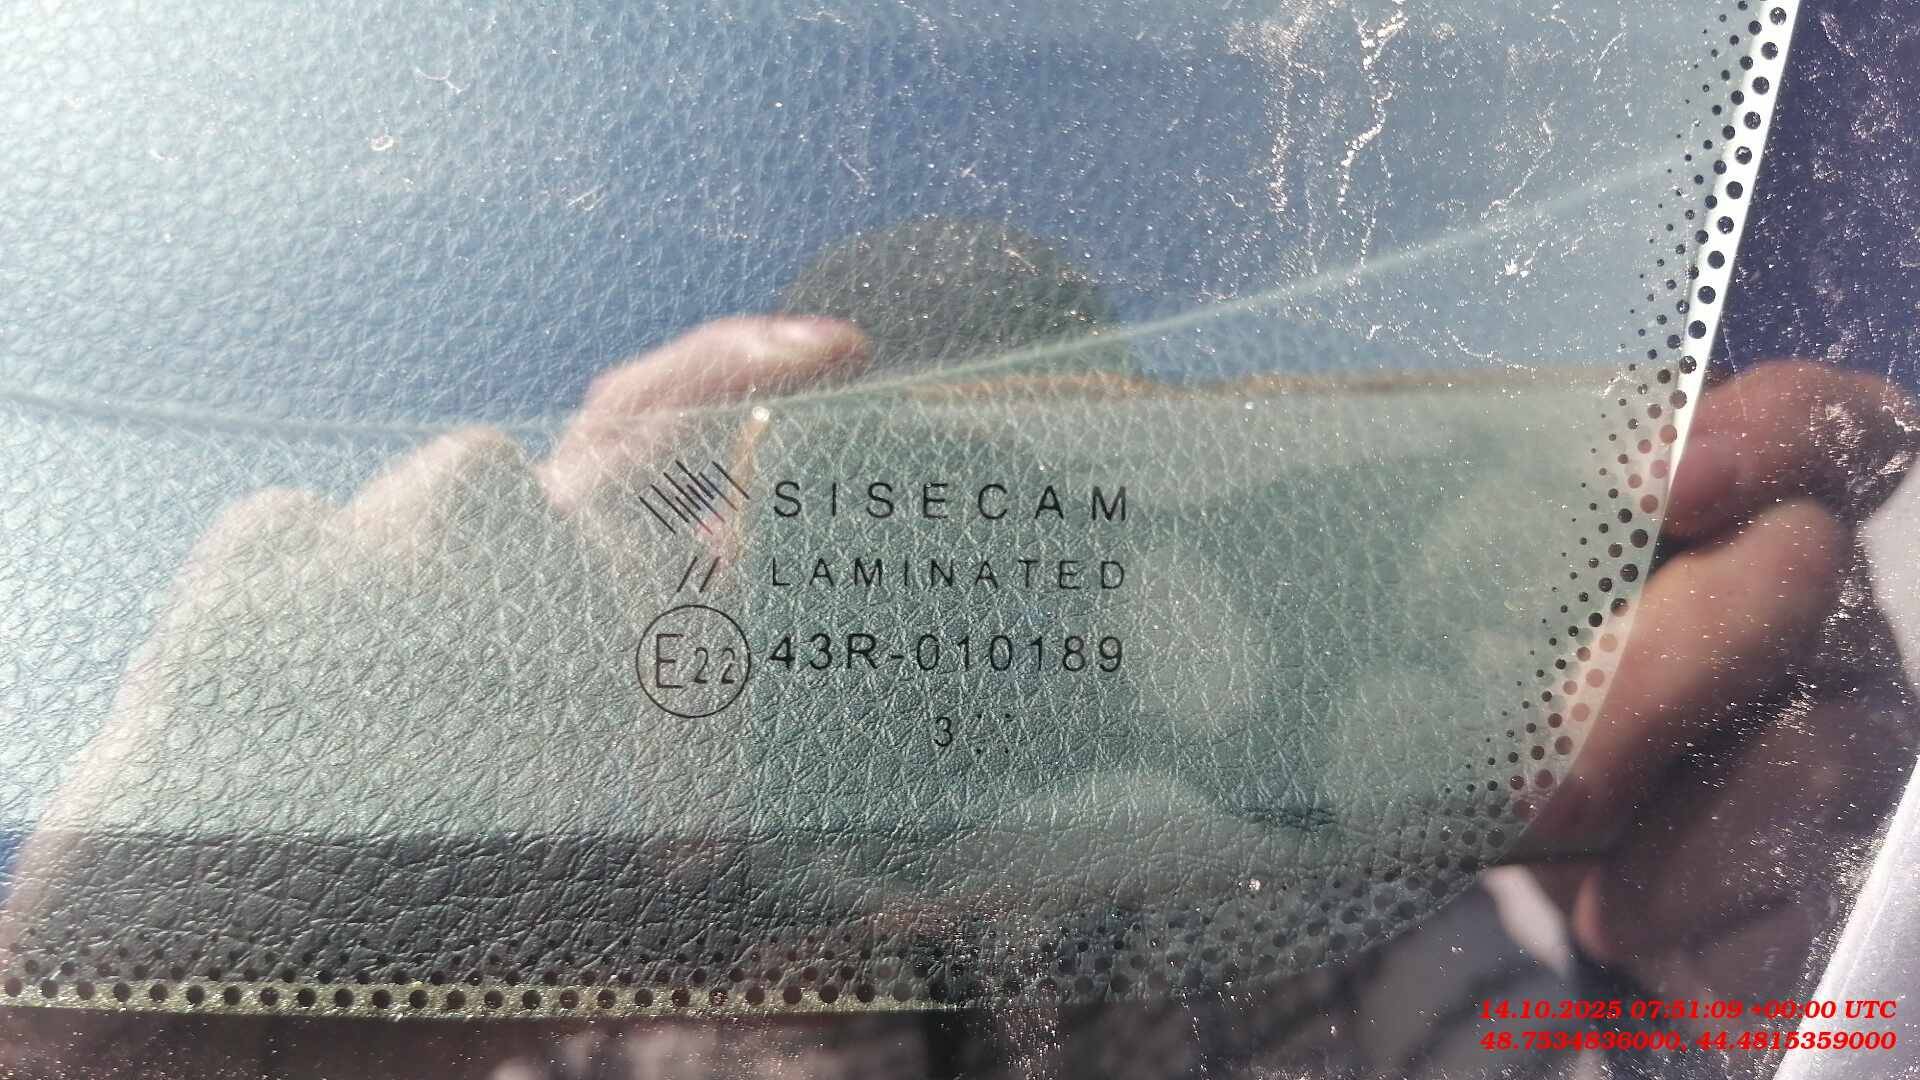 SISECAM
// LAMINATED
E22 43R-010189
3 . : . :
14.10.2025 07:51:09 +00:00 UTC
48.7534836000, 44.4815359000